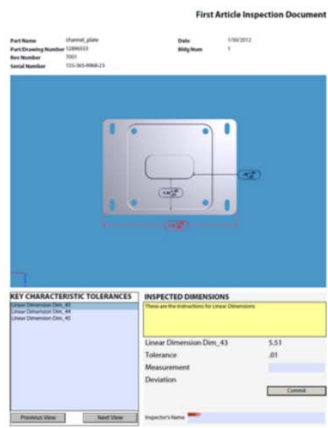 First Article Inspection Document
Part Name channel_plate Date 1/30/2012
Part Drawing Number 12896553 Bldg Num 1
Rev Number 7001
Serial Number
KEY CHARACTERISTIC TOLERANCES
Linear Dimension Dim_43
Linear Dimension Dim_44
Linear Dimension Dim_45
Previous View Next View
INSPECTED DIMENSIONS
These are the instructions for Linear Dimensions
Linear Dimension Dim_43 5.51
Tolerance .01
Measurement
Deviation
Commit
Inspector's Name